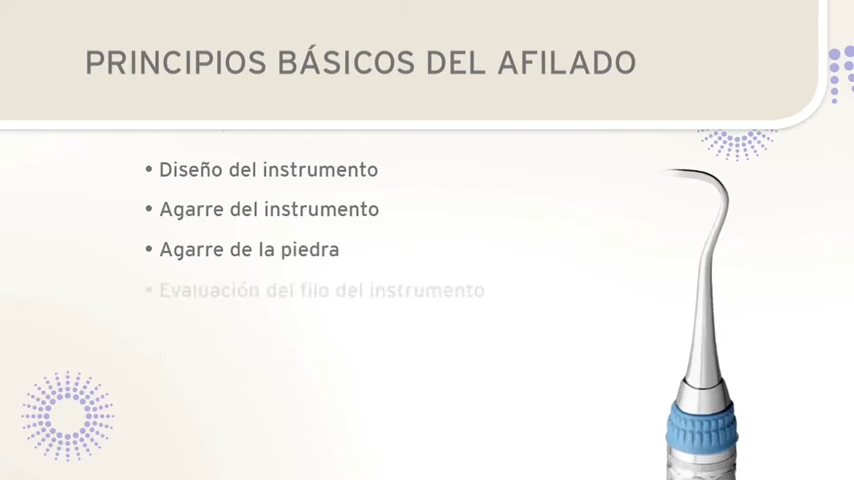 PRINCIPIOS BÁSICOS DEL AFILADO
• Diseño del instrumento
• Agarre del instrumento
• Agarre de la piedra
• Evaluación del filo del instrumento